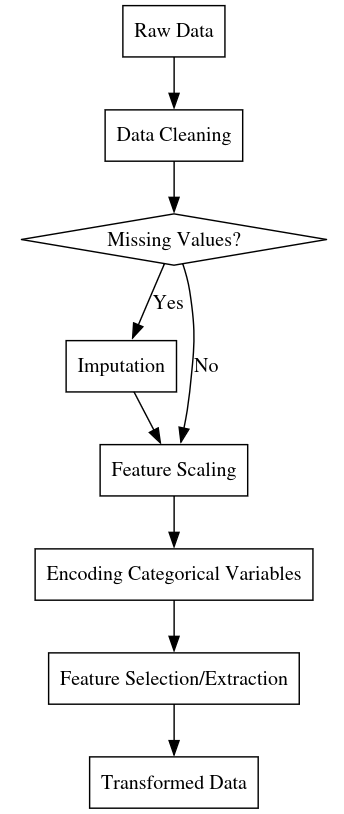 Raw Data
Data Cleaning
Missing Values?
Yes
Imputation
No
Feature Scaling
Encoding Categorical Variables
Feature Selection/Extraction
Transformed Data